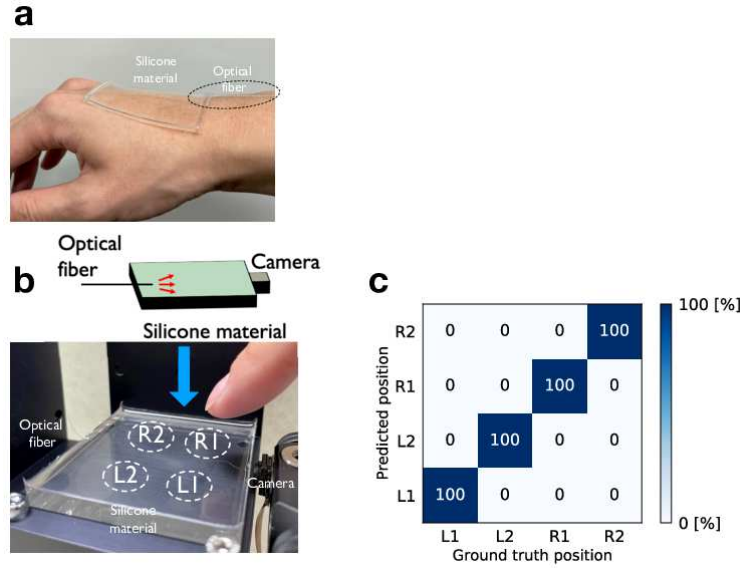 a
Silicone
material
Optical
fiber
b
Optical
fiber
Camera
Silicone material
Optical
fiber
R2
R1
L2
L1
Camera
Silicone
material
c
R2
0 0 0 100
R1
0 0 100 0
L2
0 100 0 0
L1
100 0 0 0
L1 L2 R1 R2
Predicted position
Ground truth position
100 [%]
0 [%]